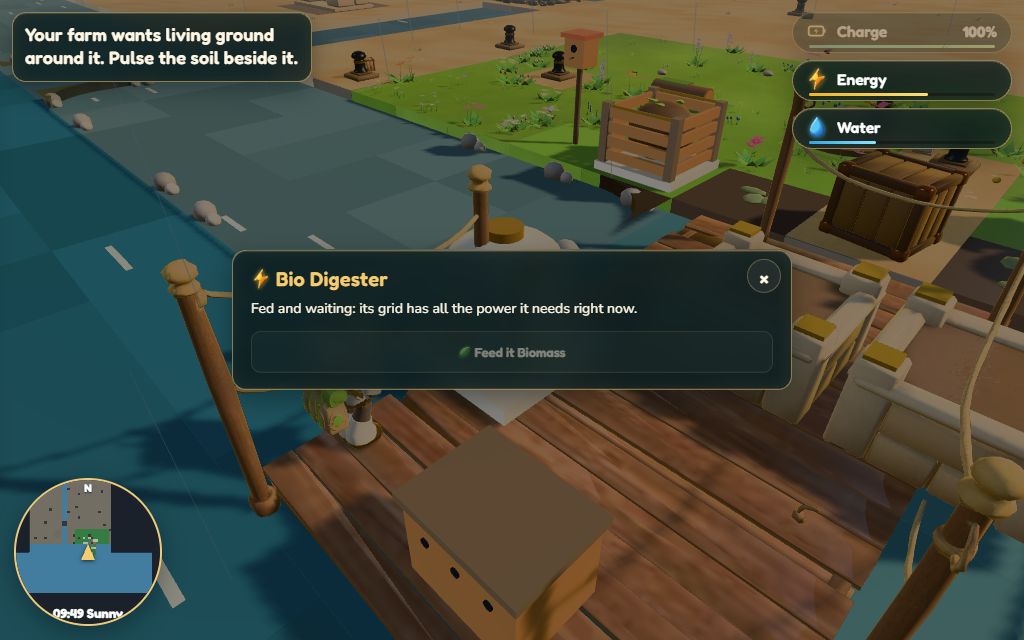 Your farm wants living ground
around it. Pulse the soil beside it.
Charge 100%
Energy
Water
Bio Digester
Fed and waiting: its grid has all the power it needs right now.
Feed it Biomass
N
09:49 Sunny